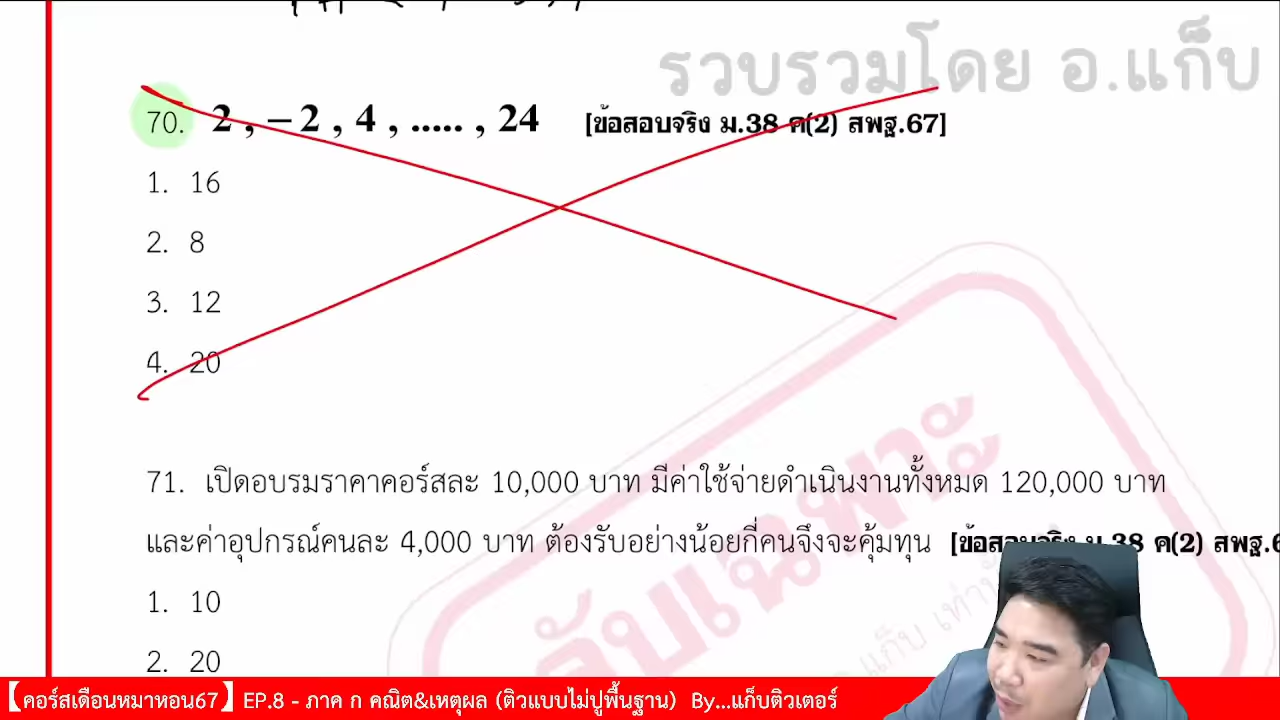 รวบรวมโดย อ.แก็บ
70. 2 , – 2 , 4 , ..... , 24 [ข้อสอบจริง ม.38 ค(2) สพฐ.67]
1. 16
2. 8
3. 12
4. 20
71. เปิดอบรมราคาคอร์สละ 10,000 บาท มีค่าใช้จ่ายดำเนินงานทั้งหมด 120,000 บาท
และค่าอุปกรณ์คนละ 4,000 บาท ต้องรับอย่างน้อยกี่คนจึงจะคุ้มทุน [ข้อสอบจริง ม.38 ค(2) สพฐ.
1. 10
2. 20
【คอร์สเดือนหมาหอน67】 EP.8 - ภาค ก คณิต&เหตุผล (ติวแบบไม่ปูพื้นฐาน) By...แก็บติวเตอร์